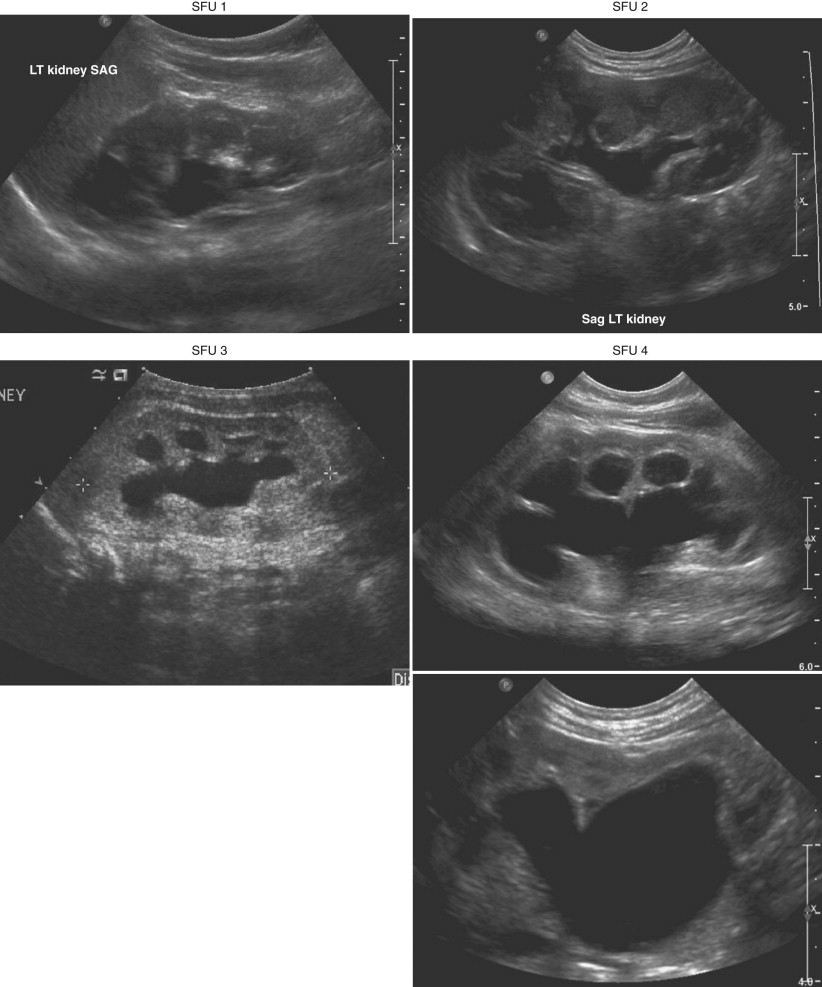 SFU 1
SFU 2
LT kidney SAG
X
X
5.0
Sag LT kidney
SFU 3
SFU 4
NEY
X
6.0
Di
X
4.0